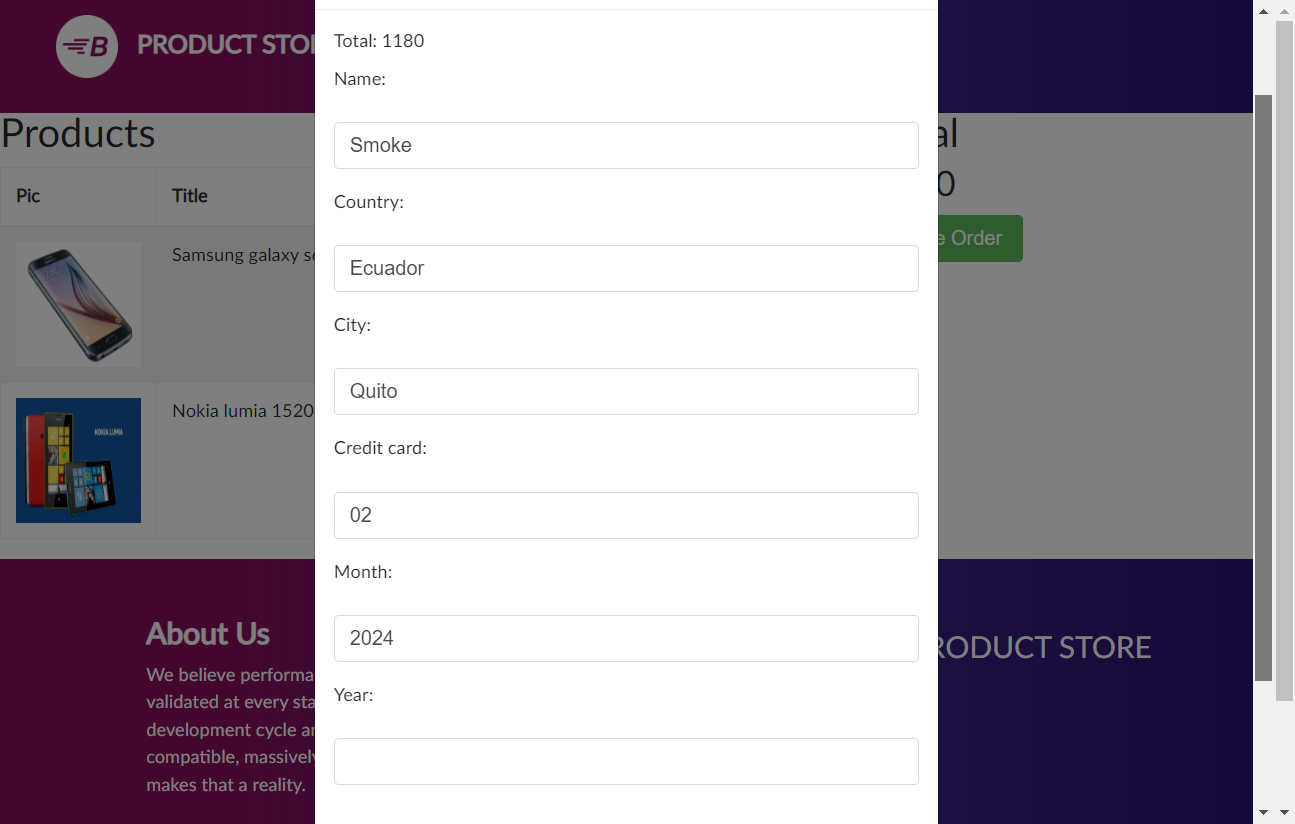 B PRODUCT STO
Total: 1180
Name:
Smoke
Products
al
Pic
Title
0
Country:
e Order
Samsung galaxy s
Ecuador
City:
Quito
Nokia lumia 1520
NOKIA LUMIA
Credit card:
02
Month:
2024
About Us
RODUCT STORE
We believe performa
validated at every sta
development cycle a
compatible, massively
makes that a reality.
Year: